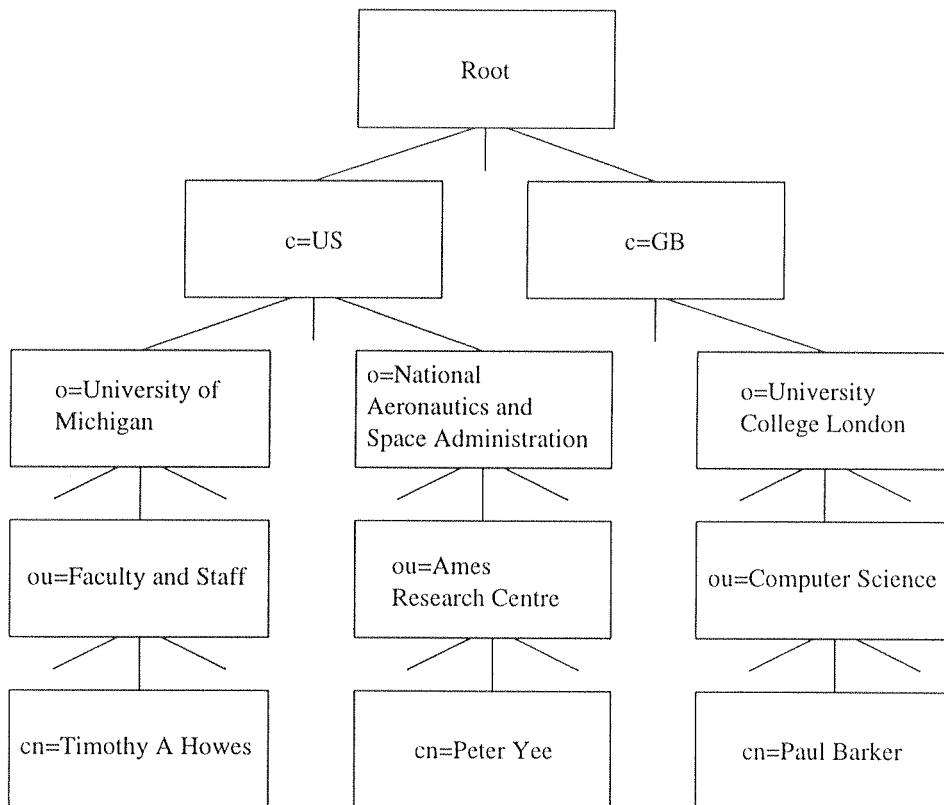 Root
c=US
c=GB
o=University of
Michigan
o=National
Aeronautics and
Space Administration
o=University
College London
ou=Faculty and Staff
ou=Ames
Research Centre
ou=Computer Science
cn=Timothy A Howes
cn=Peter Yee
cn=Paul Barker